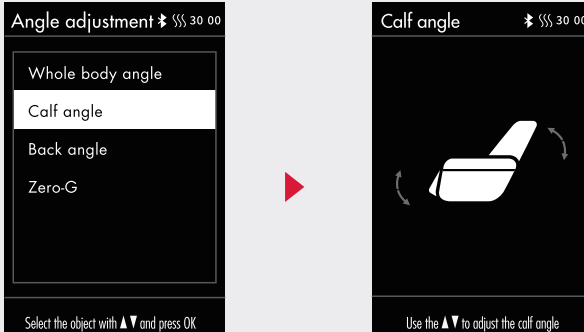 Angle adjustment 30 00
Whole body angle
Calf angle
Back angle
Zero-G
Select the object with ▲▼ and press OK
Calf angle 30 00
Use the ▲▼ to adjust the calf angle